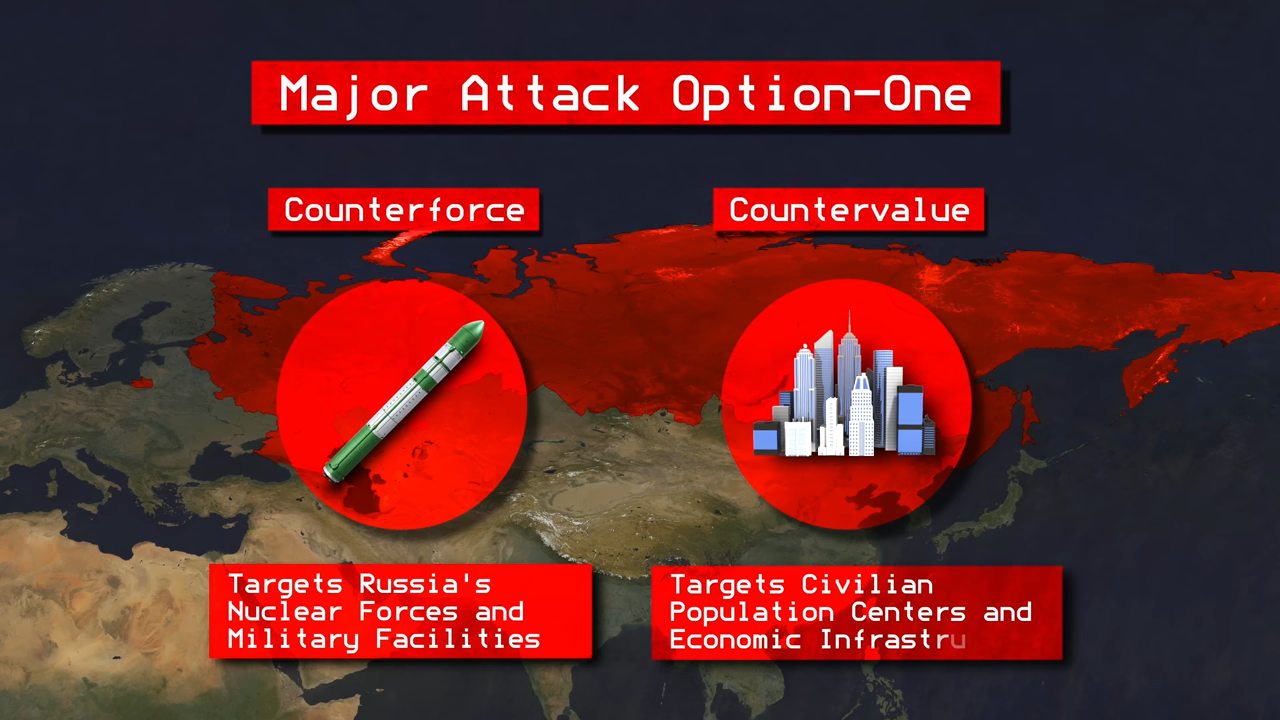 Major Attack Option-One
Counterforce
Countervalue
Targets Russia's
Nuclear Forces and
Military Facilities
Targets Civilian
Population Centers and
Economic Infrastru